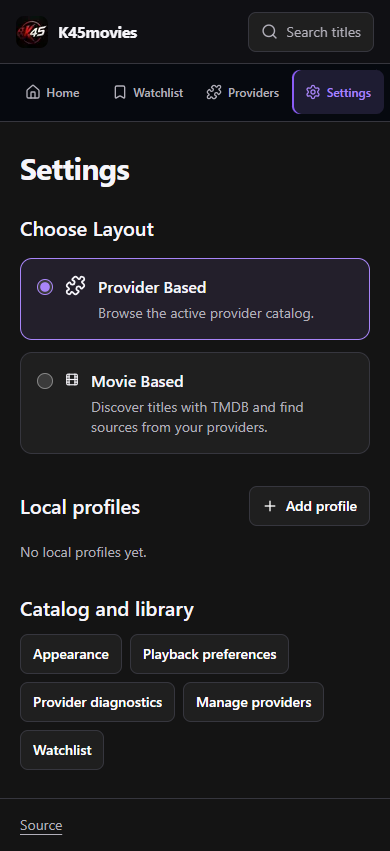 K45
K45movies
Search titles
Home
Watchlist
Providers
Settings
Settings
Choose Layout
Provider Based
Browse the active provider catalog.
Movie Based
Discover titles with TMDB and find
sources from your providers.
Local profiles
Add profile
No local profiles yet.
Catalog and library
Appearance
Playback preferences
Provider diagnostics
Manage providers
Watchlist
Source